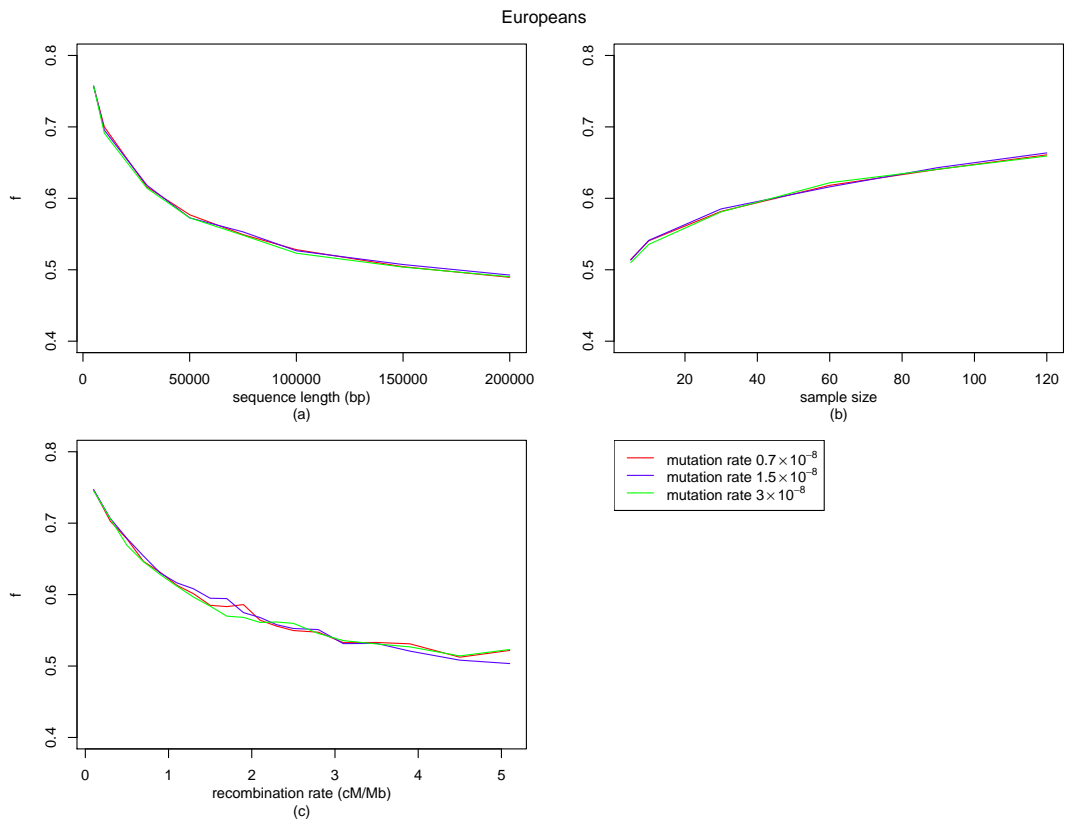 Europeans
0.8
0.7
0.6
0.5
0.4
f
0 50000 100000 150000 200000
sequence length (bp)
(a)
0.8
0.7
0.6
0.5
0.4
20 40 60 80 100 120
sample size
(b)
0.8
0.7
0.6
0.5
0.4
f
0 1 2 3 4 5
recombination rate (cM/Mb)
(c)
mutation rate 0.7×10⁻⁸
mutation rate 1.5×10⁻⁸
mutation rate 3×10⁻⁸